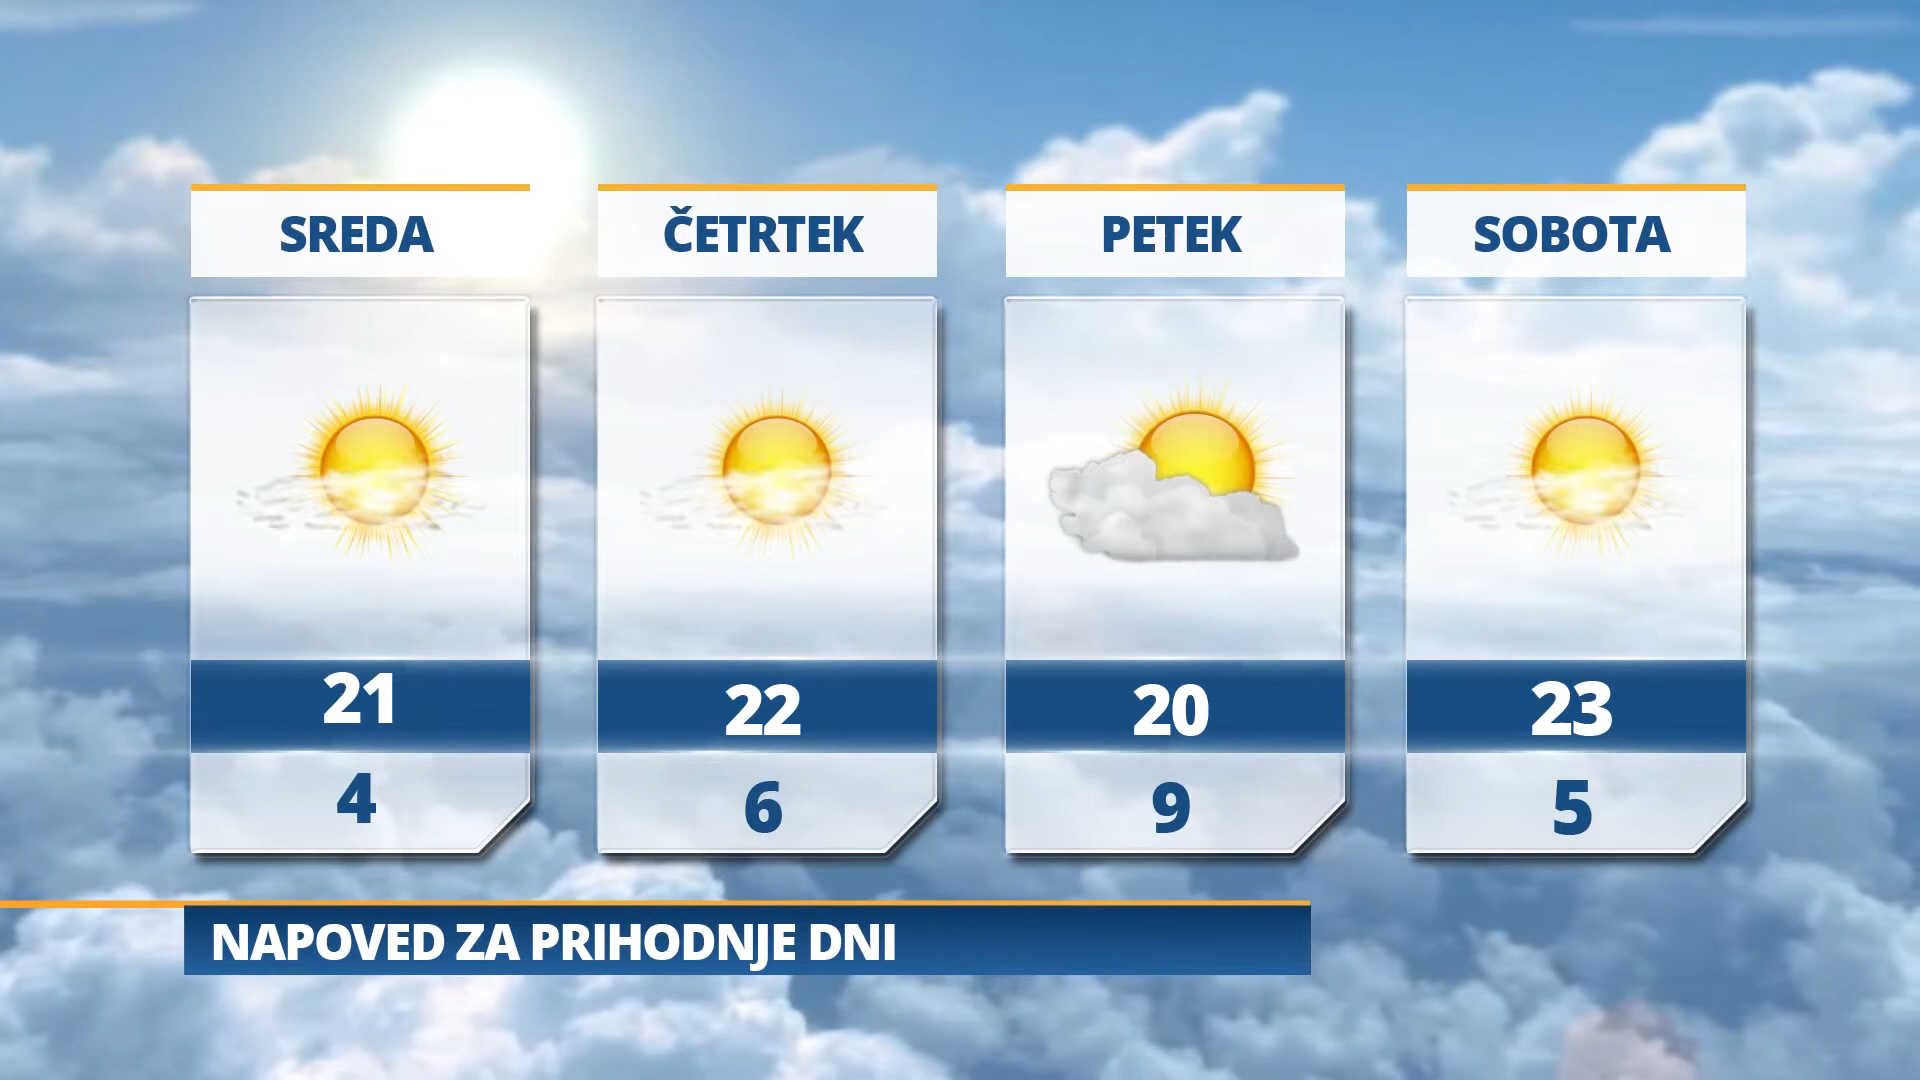 SREDA
ČETRTEK
PETEK
SOBOTA
21
22
20
23
4
6
9
5
NAPOVED ZA PRIHODNJE DNI